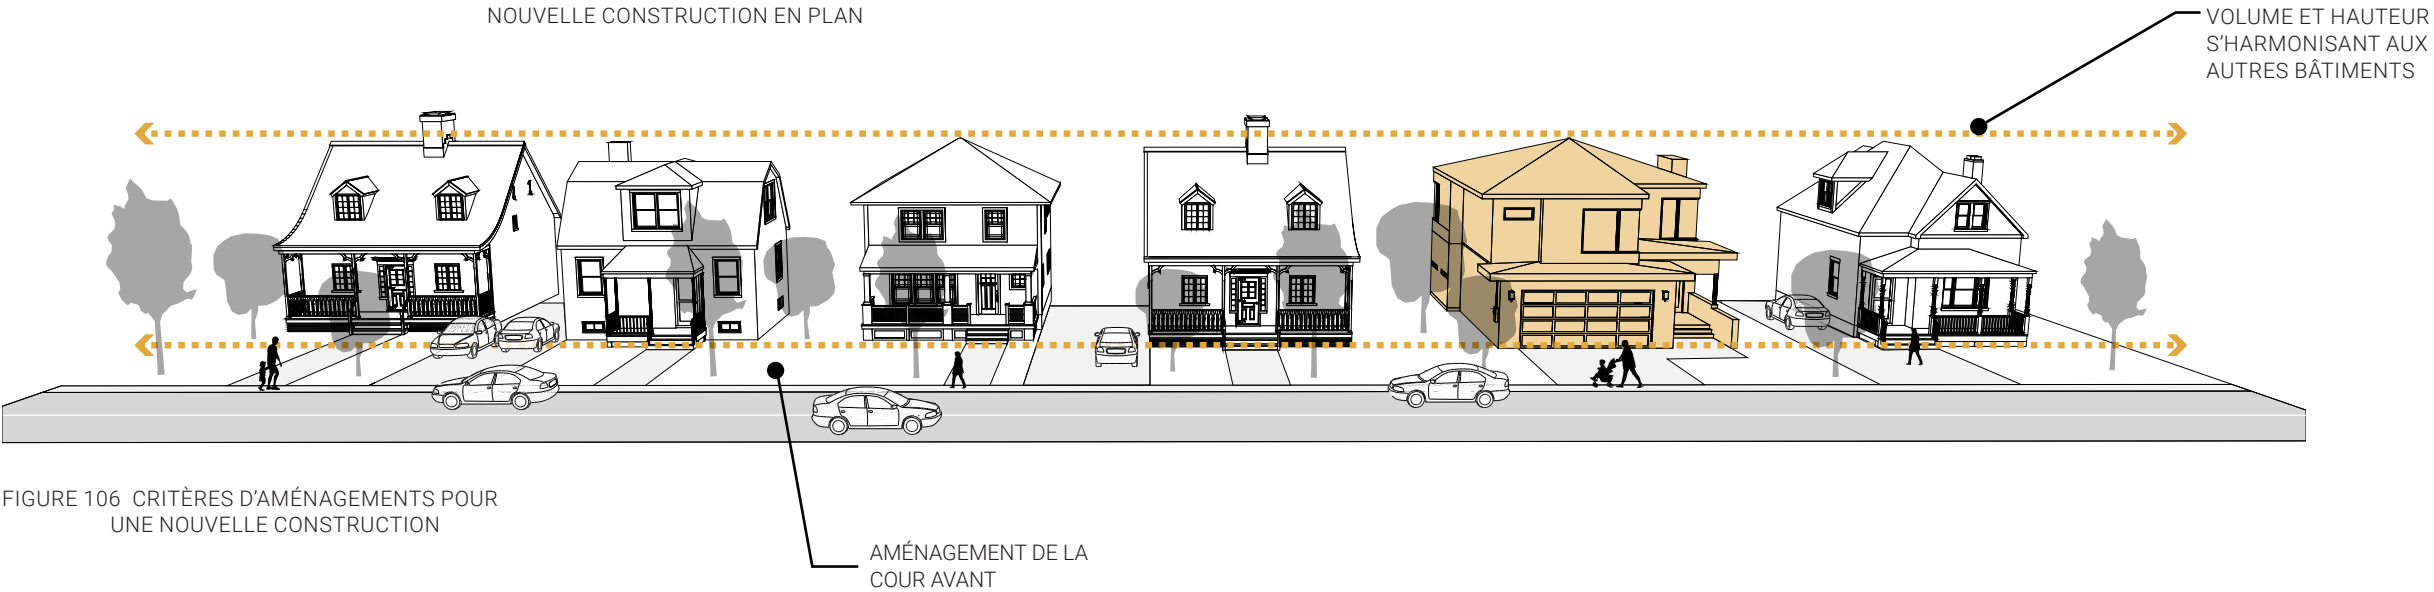 NOUVELLE CONSTRUCTION EN PLAN
VOLUME ET HAUTEUR
S'HARMONISANT AUX
AUTRES BÂTIMENTS
FIGURE 106 CRITÈRES D'AMÉNAGEMENTS POUR
UNE NOUVELLE CONSTRUCTION
AMÉNAGEMENT DE LA
COUR AVANT